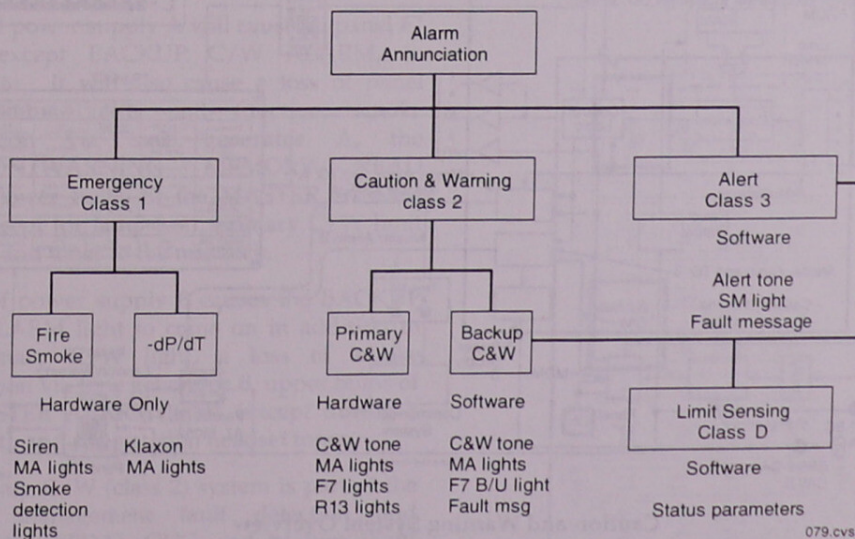 Alarm
Annunciation
Emergency
Class 1
Caution & Warning
class 2
Alert
Class 3
Software
Alert tone
SM light
Fault message
Fire
Smoke
-dP/dT
Primary
C&W
Backup
C&W
Hardware Only
Hardware
Software
Limit Sensing
Class D
Siren
MA lights
Smoke
detection
lights
Klaxon
MA lights
C&W tone
MA lights
F7 lights
R13 lights
C&W tone
MA lights
F7 B/U light
Fault msg
Software
Status parameters
079.cvs